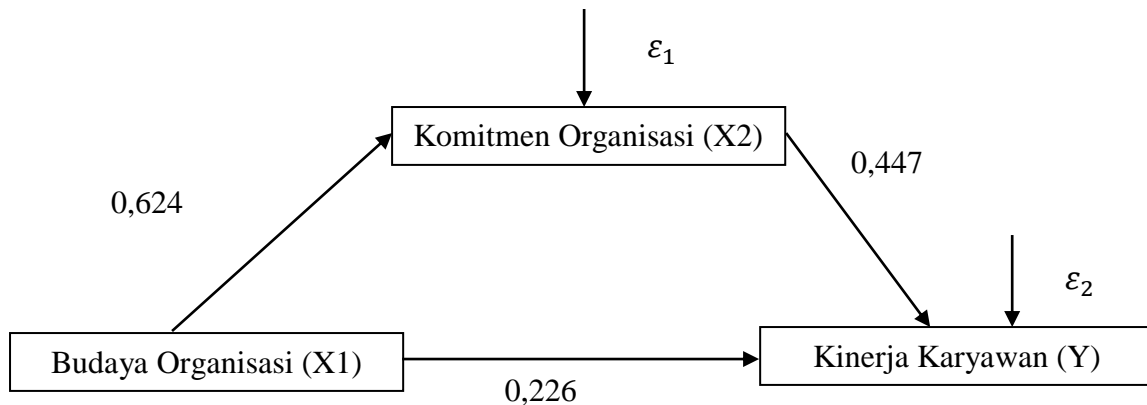 ε₁
Komitmen Organisasi (X2)
0,624
0,447
ε₂
Budaya Organisasi (X1)
0,226
Kinerja Karyawan (Y)